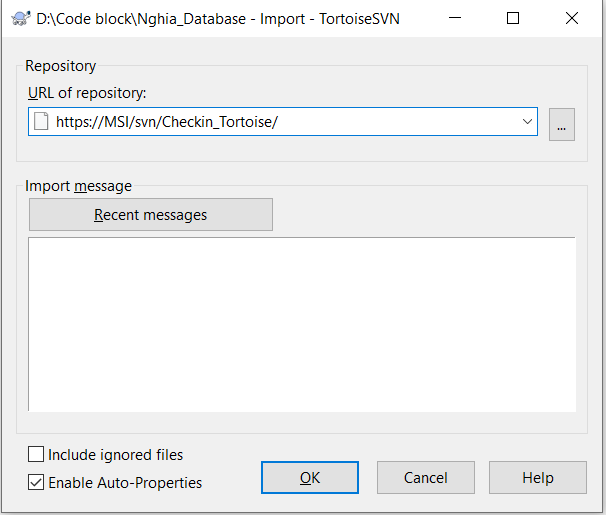 D:\Code block\Nghia_Database - Import - TortoiseSVN
Repository
URL of repository:
https://MSI/svn/Checkin_Tortoise/
...
Import message
Recent messages
Include ignored files
Enable Auto-Properties
OK
Cancel
Help